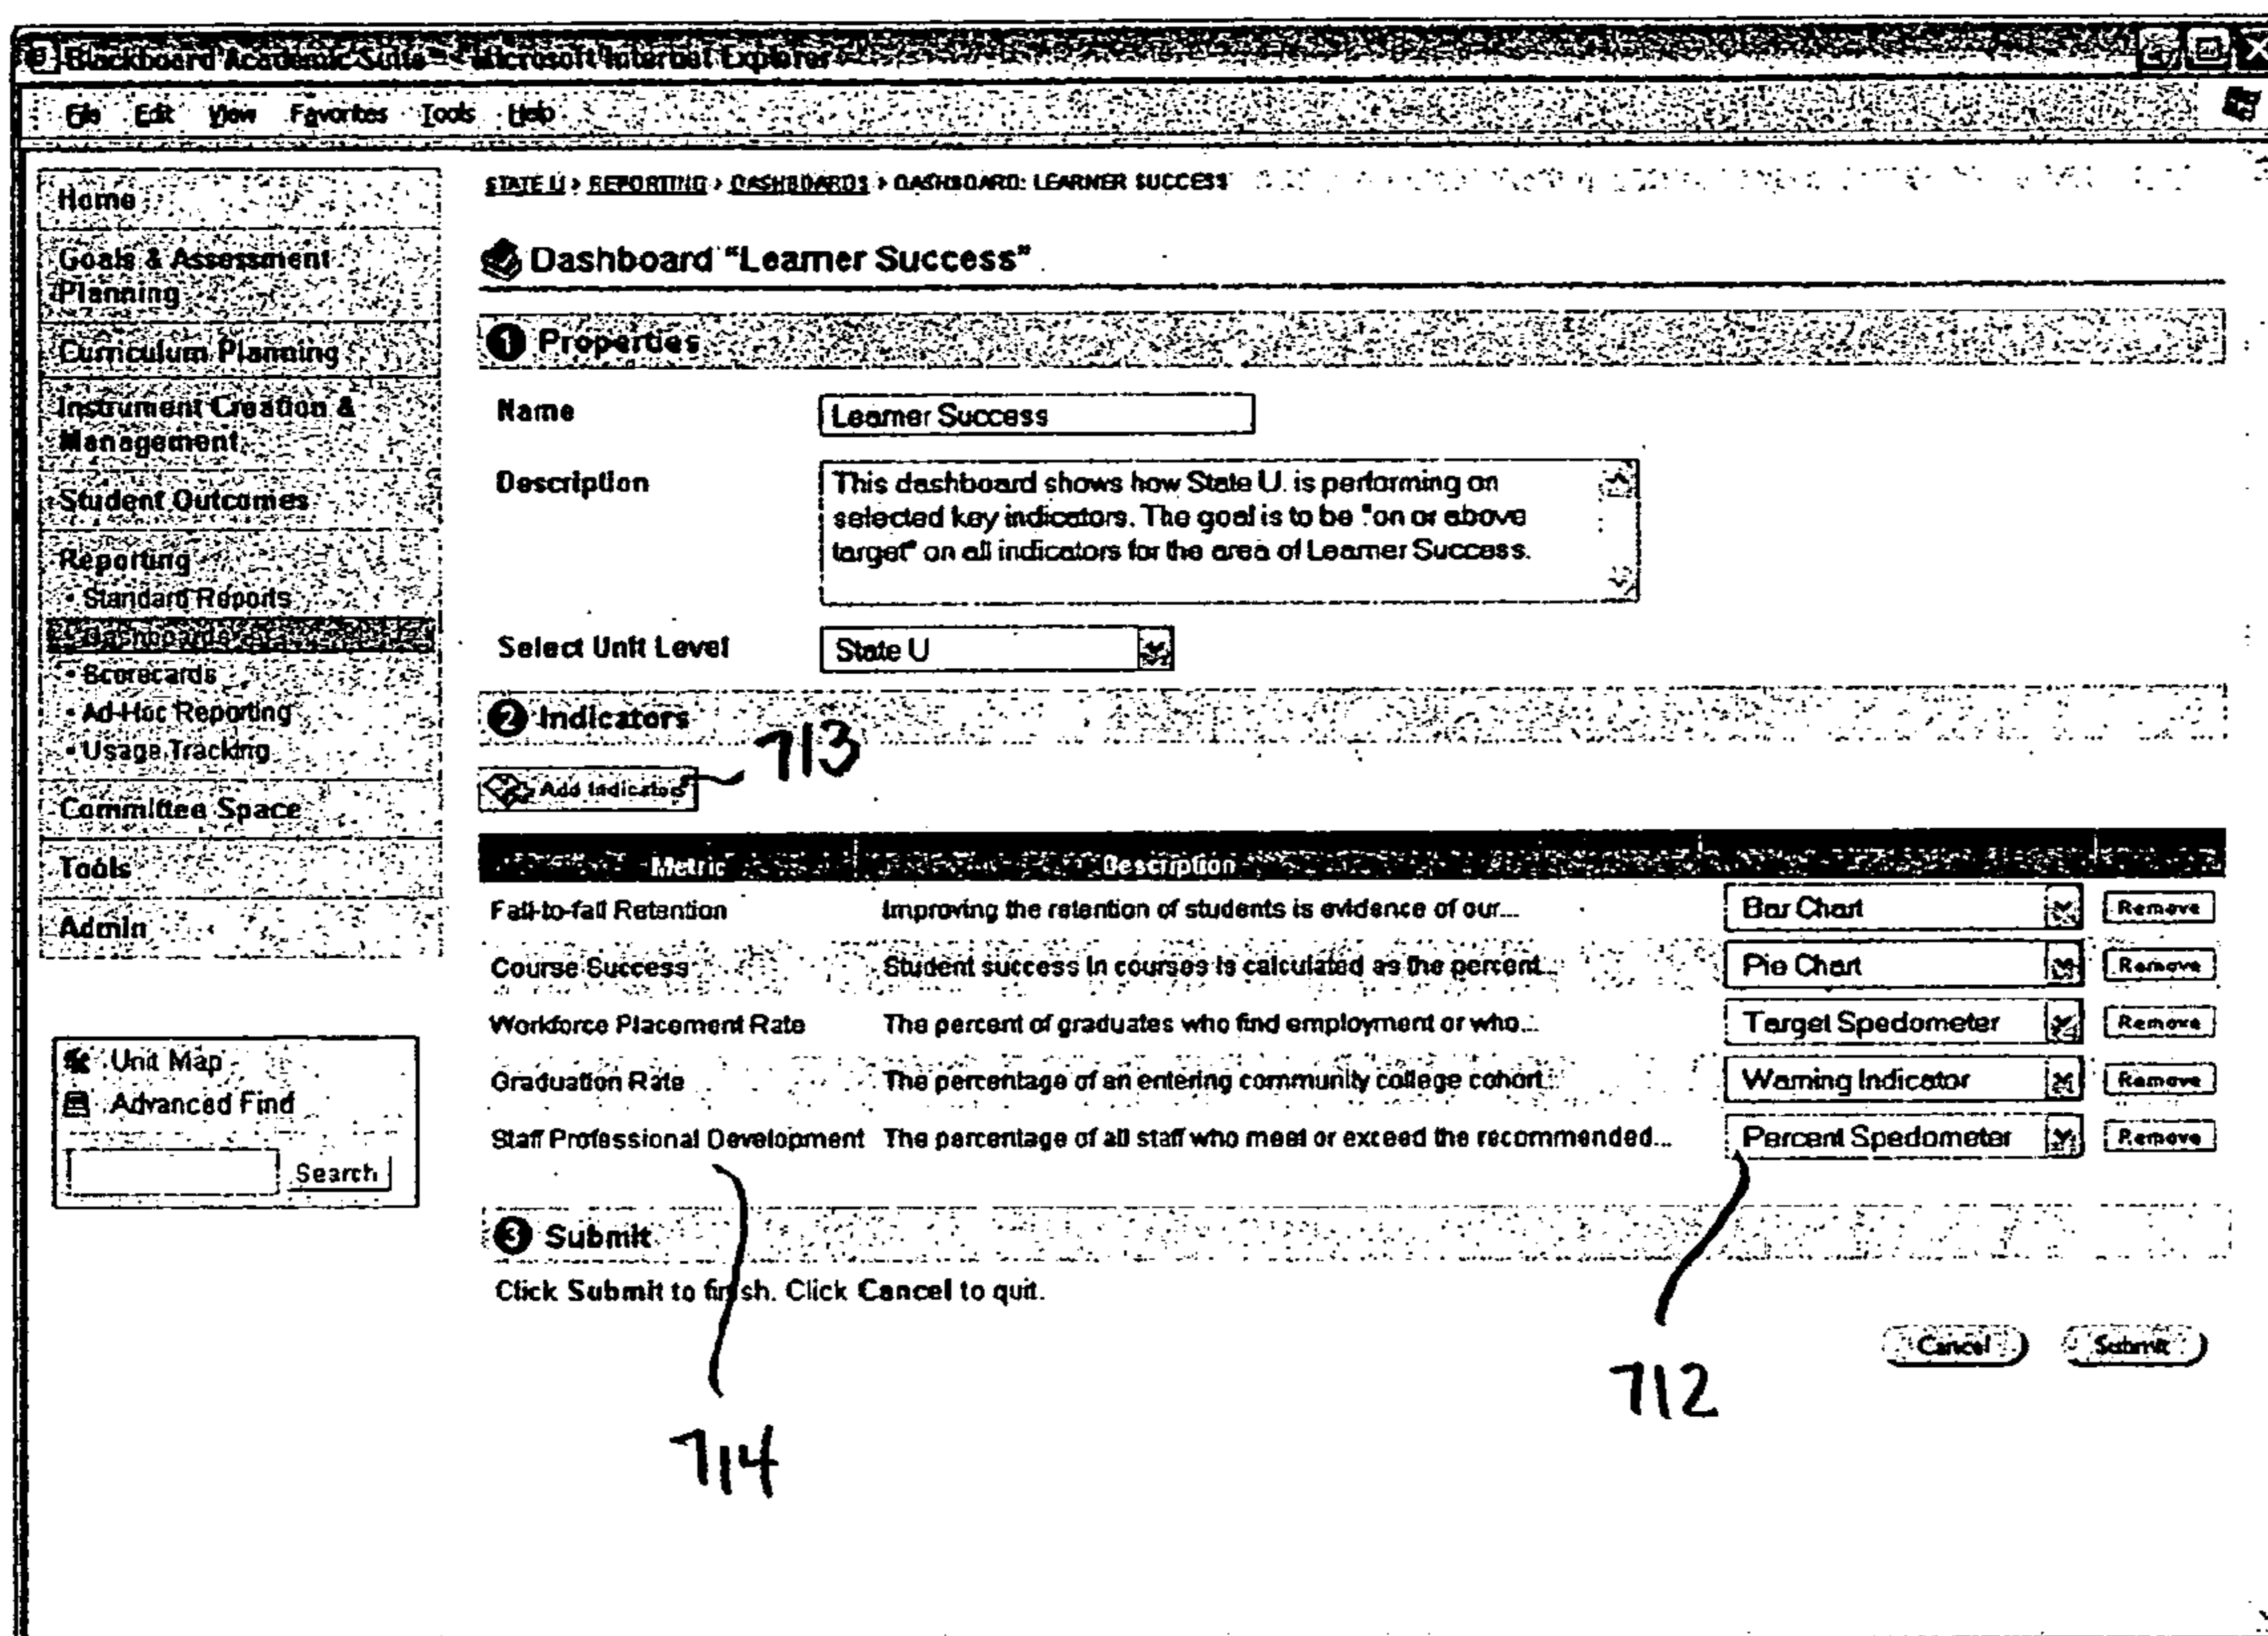 Blackboard Academic Suite - Microsoft Internet Explorer
File Edit View Favorites Tools Help
Home
Goals & Assessment
Planning
Curriculum Planning
Instrument Creation &
Management
Student Outcomes
Reporting
• Standard Reports
• Dashboards
• Scorecards
• Ad-Hoc Reporting
• Usage Tracking
Committee Space
Tools
Admin
Unit Map
Advanced Find
Search
STATE U > REPORTING > DASHBOARDS > DASHBOARD: LEARNER SUCCESS
Dashboard "Learner Success"
1 Properties
Name Learner Success
Description This dashboard shows how State U. is performing on
selected key indicators. The goal is to be "on or above
target" on all indicators for the area of Learner Success.
Select Unit Level State U
2 Indicators
713
Add Indicator
Metric Description
Fall-to-fall Retention Improving the retention of students is evidence of our... Bar Chart Remove
Course Success Student success in courses is calculated as the percent... Pie Chart Remove
Workforce Placement Rate The percent of graduates who find employment or who... Target Spedometer Remove
Graduation Rate The percentage of an entering community college cohort... Warning Indicator Remove
Staff Professional Development The percentage of all staff who meet or exceed the recommended... Percent Spedometer Remove
3 Submit
Click Submit to finish. Click Cancel to quit.
Cancel Submit
712
714